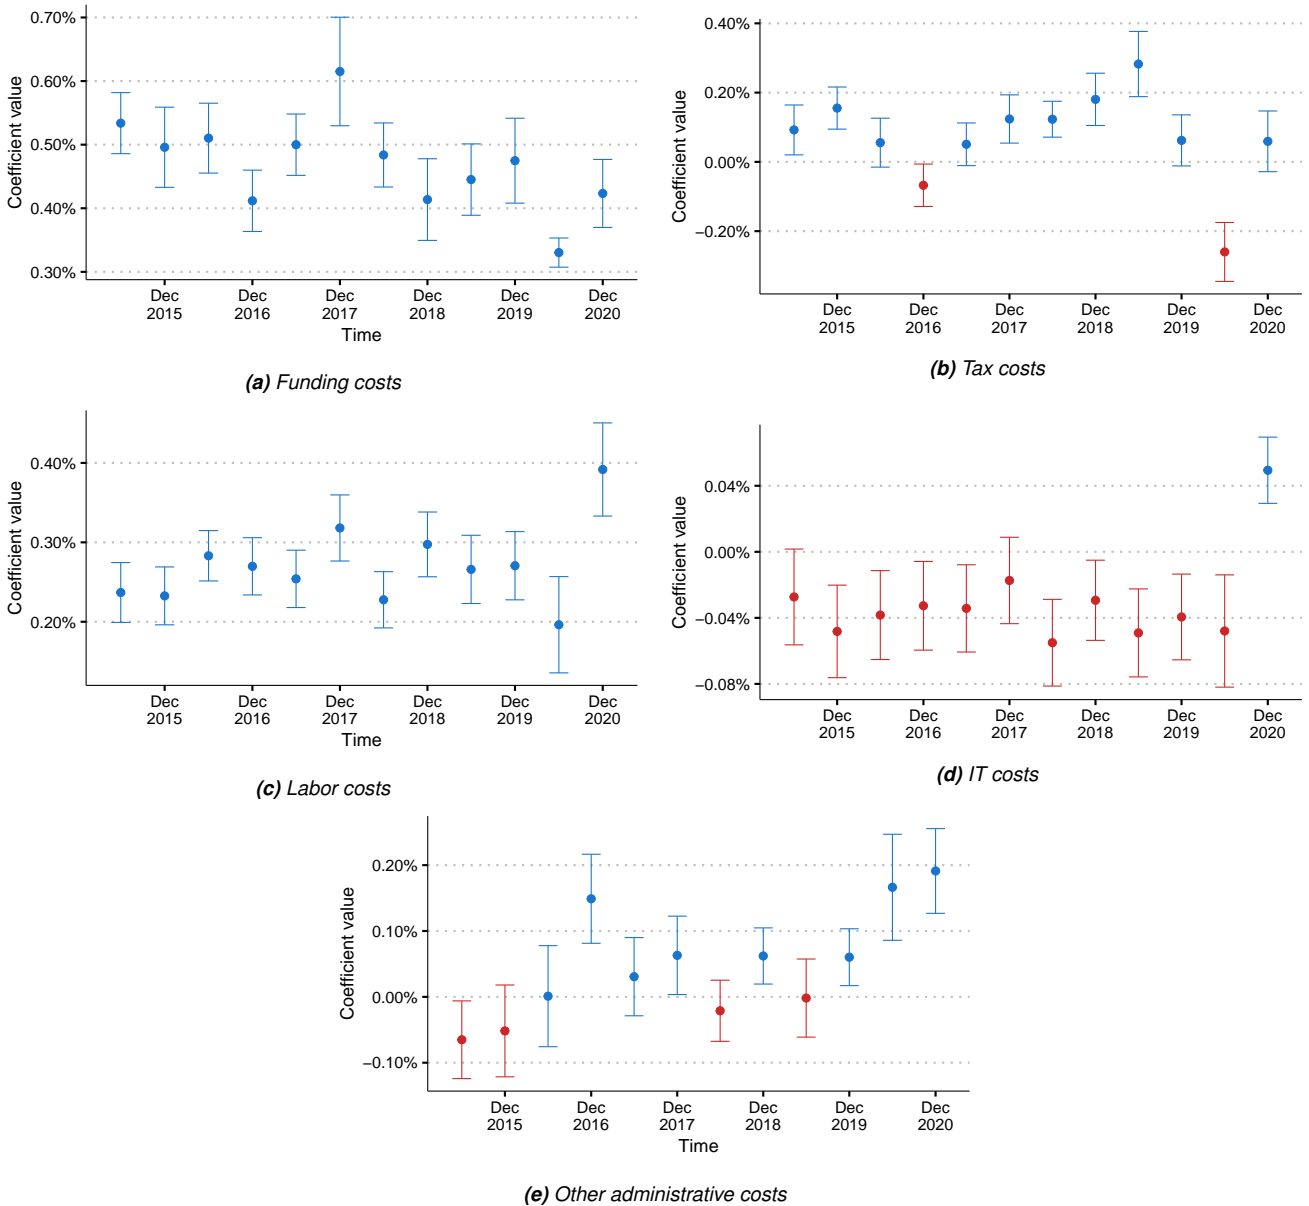 0.70%
0.60%
0.50%
0.40%
0.30%
Coefficient value
Dec Dec Dec Dec Dec Dec
2015 2016 2017 2018 2019 2020
Time
(a) Funding costs
0.40%
0.20%
0.00%
−0.20%
Coefficient value
Dec Dec Dec Dec Dec Dec
2015 2016 2017 2018 2019 2020
(b) Tax costs
0.40%
0.30%
0.20%
Coefficient value
Dec Dec Dec Dec Dec Dec
2015 2016 2017 2018 2019 2020
Time
(c) Labor costs
0.04%
0.00%
−0.04%
−0.08%
Coefficient value
Dec Dec Dec Dec Dec Dec
2015 2016 2017 2018 2019 2020
(d) IT costs
0.20%
0.10%
0.00%
−0.10%
Coefficient value
Dec Dec Dec Dec Dec Dec
2015 2016 2017 2018 2019 2020
Time
(e) Other administrative costs